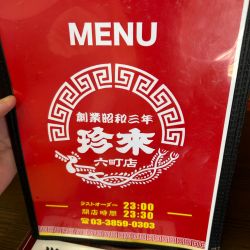 MENU
創業昭和三年
珍來
六町店
ラストオーダー 23:00
閉店時間 23:30
☎03-3859-0303